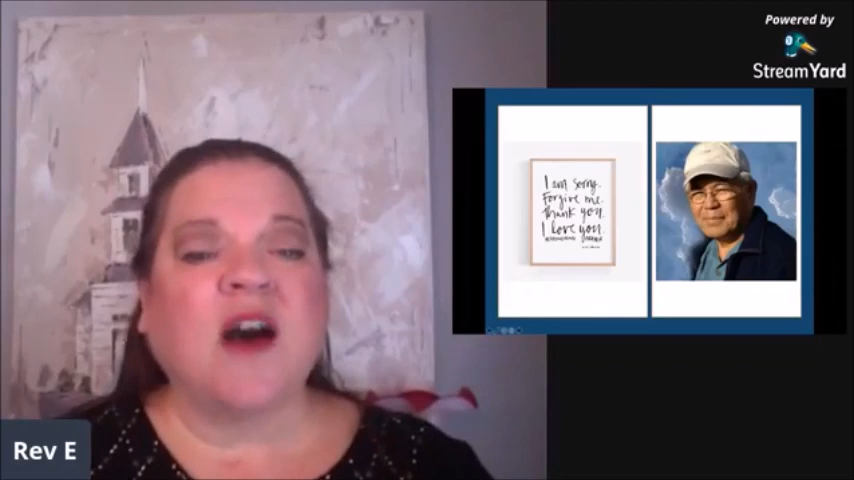 Powered by
StreamYard
I am sorry.
Forgive me.
Thank you.
I love you.
Rev E